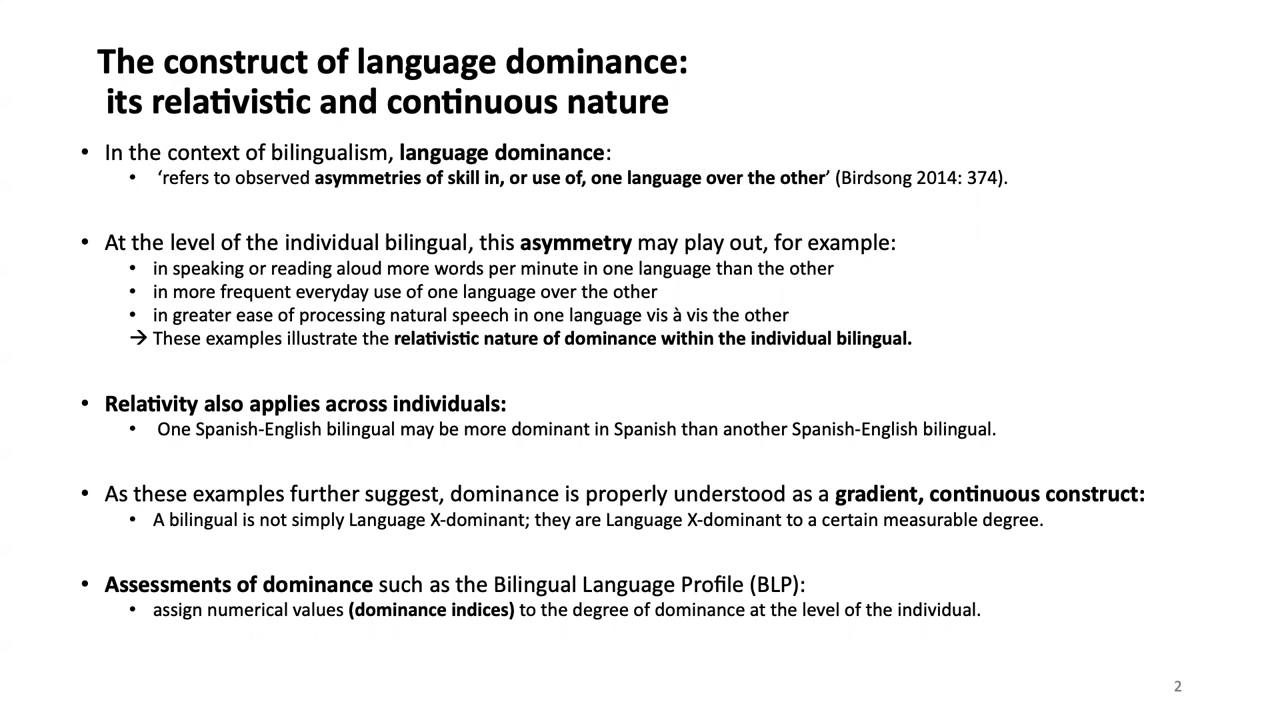 The construct of language dominance:
its relativistic and continuous nature
• In the context of bilingualism, language dominance:
• ‘refers to observed asymmetries of skill in, or use of, one language over the other’ (Birdsong 2014: 374).
• At the level of the individual bilingual, this asymmetry may play out, for example:
• in speaking or reading aloud more words per minute in one language than the other
• in more frequent everyday use of one language over the other
• in greater ease of processing natural speech in one language vis à vis the other
→ These examples illustrate the relativistic nature of dominance within the individual bilingual.
• Relativity also applies across individuals:
• One Spanish-English bilingual may be more dominant in Spanish than another Spanish-English bilingual.
• As these examples further suggest, dominance is properly understood as a gradient, continuous construct:
• A bilingual is not simply Language X-dominant; they are Language X-dominant to a certain measurable degree.
• Assessments of dominance such as the Bilingual Language Profile (BLP):
• assign numerical values (dominance indices) to the degree of dominance at the level of the individual.
2